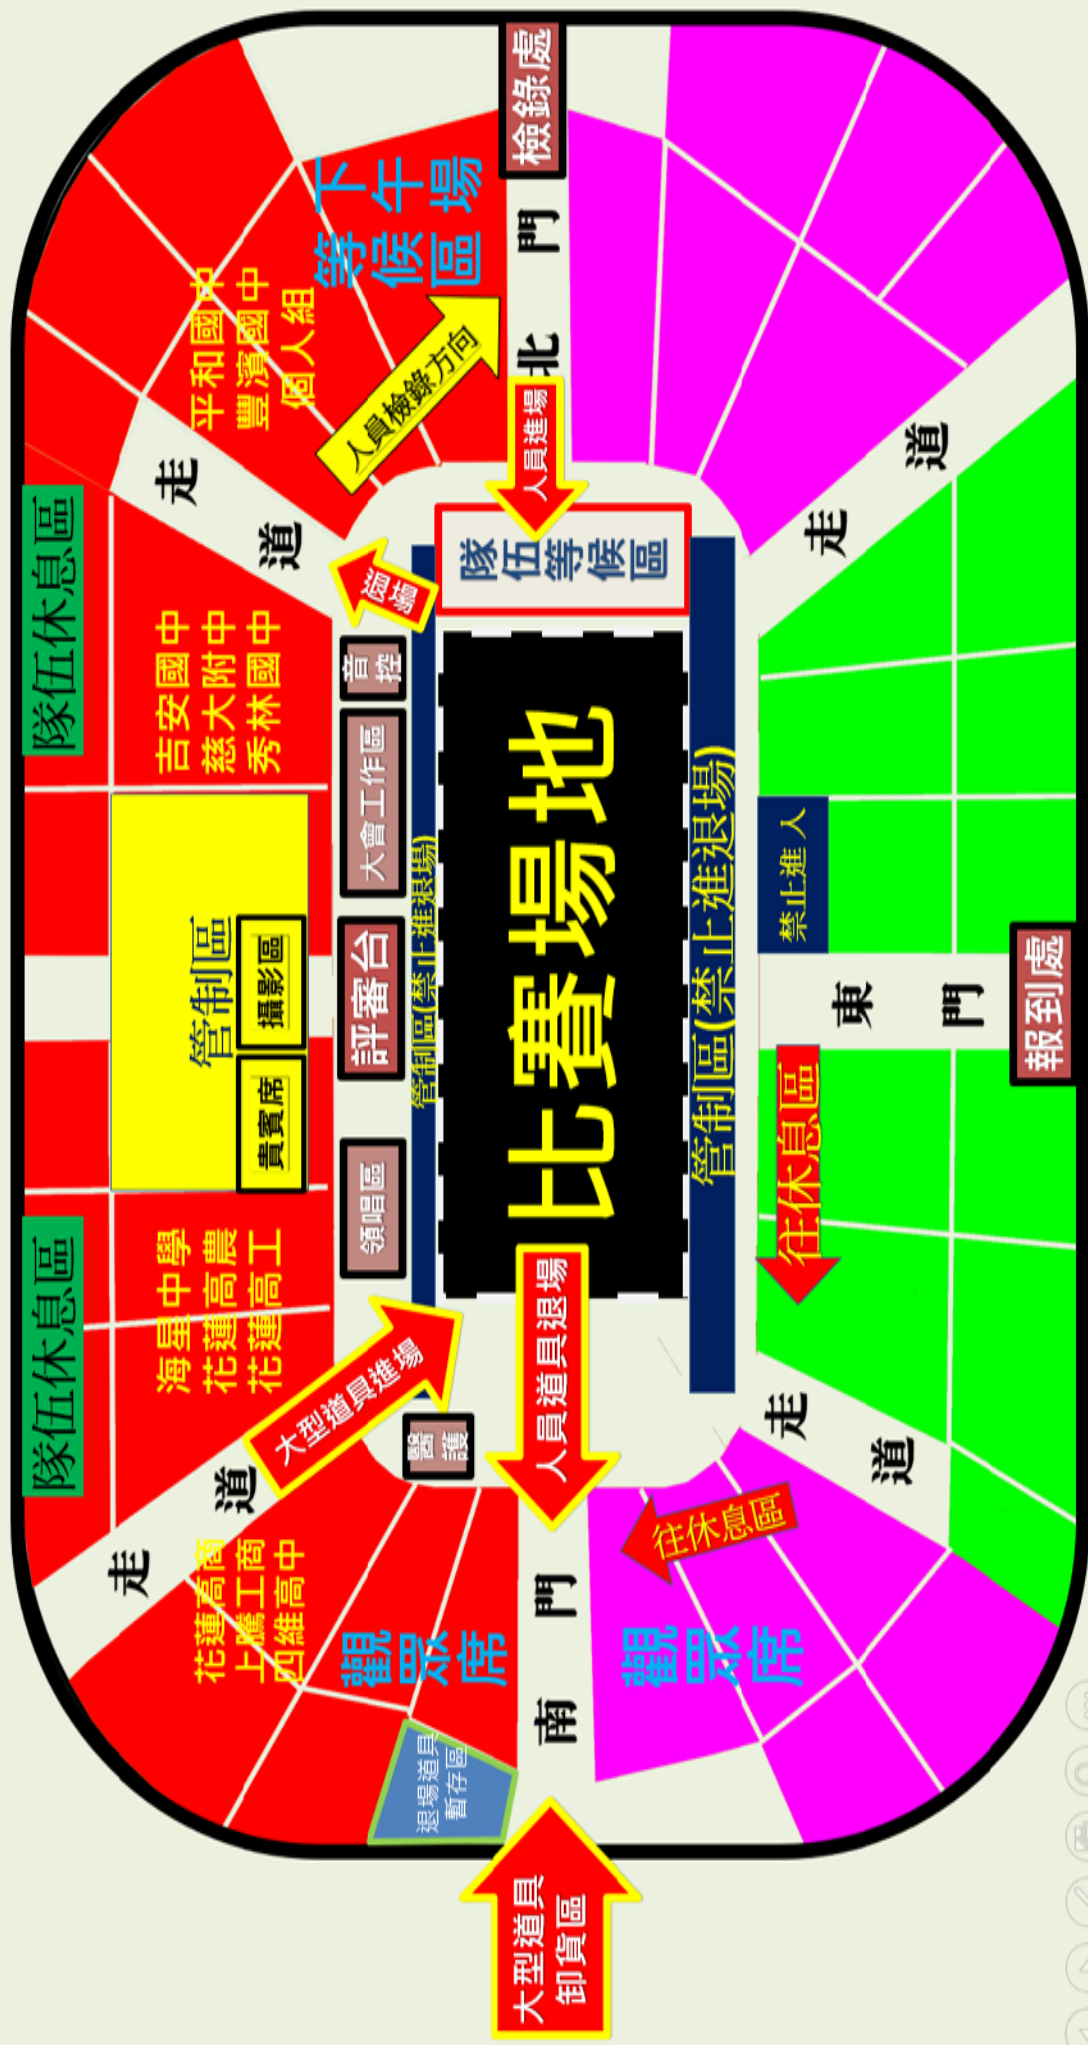 隊伍休息區
隊伍休息區
走
道
花蓮高商
上騰工商
四維高中
海星中學
花蓮高農
花蓮高工
管制區
貴賓席
攝影區
吉安國中
慈大附中
秀林國中
走
道
平和國中
豐濱國中
個人組
下午場
等候區
人員檢錄方向
觀眾席
退場道具
暫存區
大型道具進場
醫護
領唱區
評審台
大會工作區
音控
退場
管制區(禁止進退場)
大型道具
卸貨區
南門
人員道具退場
比賽場地
隊伍等候區
人員進場
北門
檢錄處
管制區(禁止進退場)
觀眾席
往休息區
往休息區
禁止進入
走
道
東門
走
道
報到處